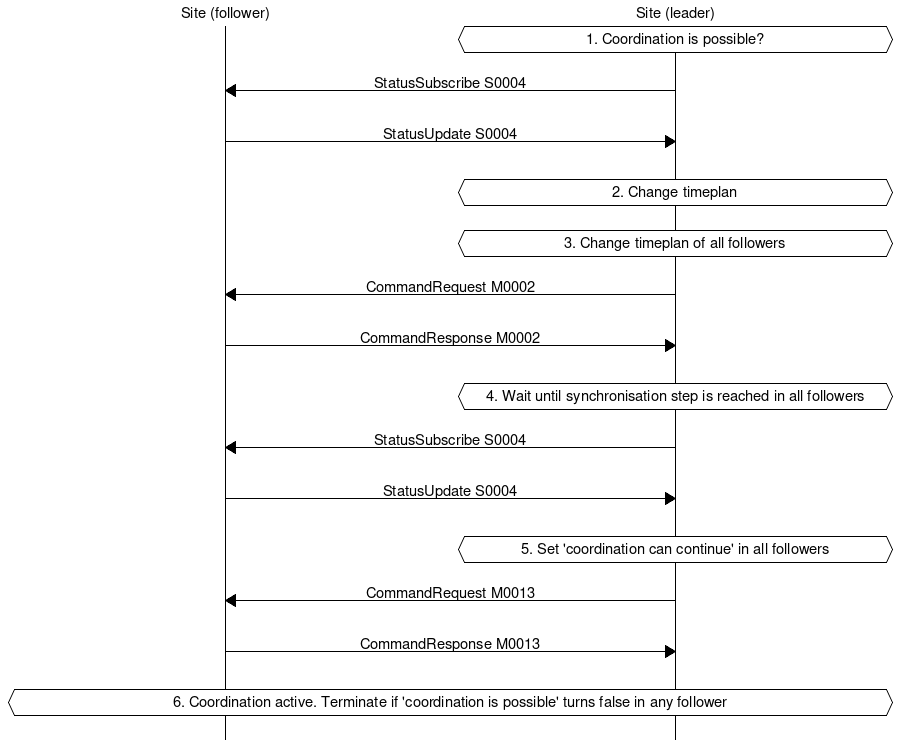 Site (follower)
Site (leader)
1. Coordination is possible?
StatusSubscribe S0004
StatusUpdate S0004
2. Change timeplan
3. Change timeplan of all followers
CommandRequest M0002
CommandResponse M0002
4. Wait until synchronisation step is reached in all followers
StatusSubscribe S0004
StatusUpdate S0004
5. Set 'coordination can continue' in all followers
CommandRequest M0013
CommandResponse M0013
6. Coordination active. Terminate if 'coordination is possible' turns false in any follower